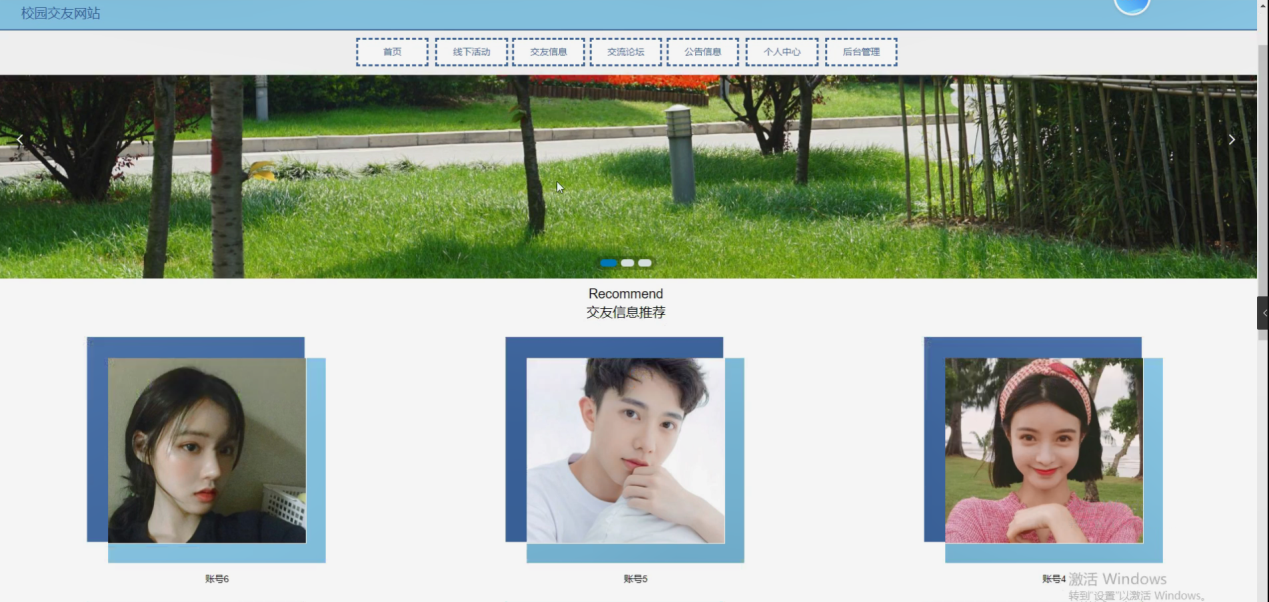 校园交友网站
首页
线下活动
交友信息
交流论坛
公告信息
个人中心
后台管理
Recommend
交友信息推荐
账号6
账号5
账号4
激活 Windows
转到"设置"以激活 Windows。